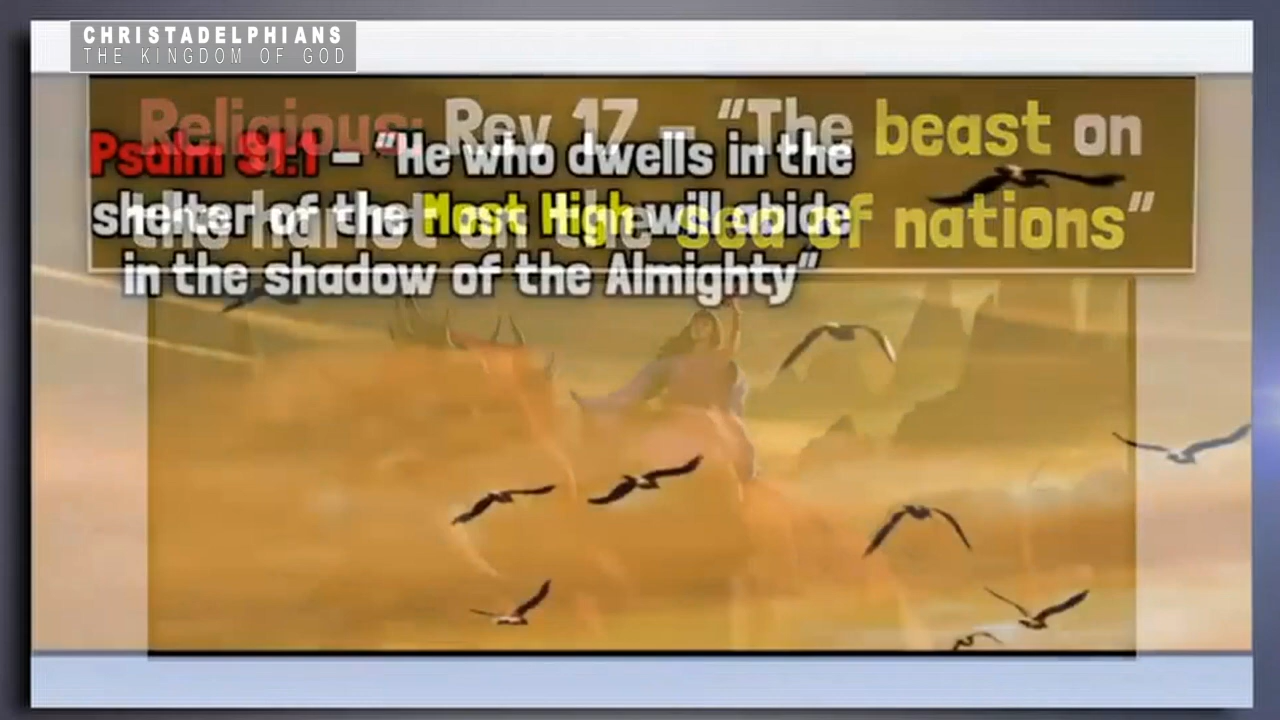 CHRISTADELPHIANS
THE KINGDOM OF GOD
Religious: Rev 17 – “The beast on
the harlot on the sea of nations”
Psalm 91:1 – “He who dwells in the
shelter of the Most High will abide
in the shadow of the Almighty”